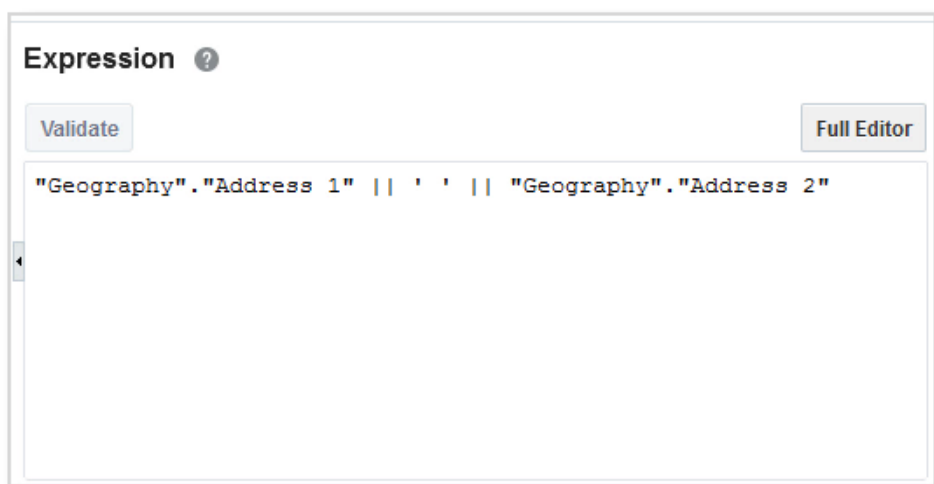 Expression ?
Validate Full Editor
"Geography"."Address 1" || ' ' || "Geography"."Address 2"